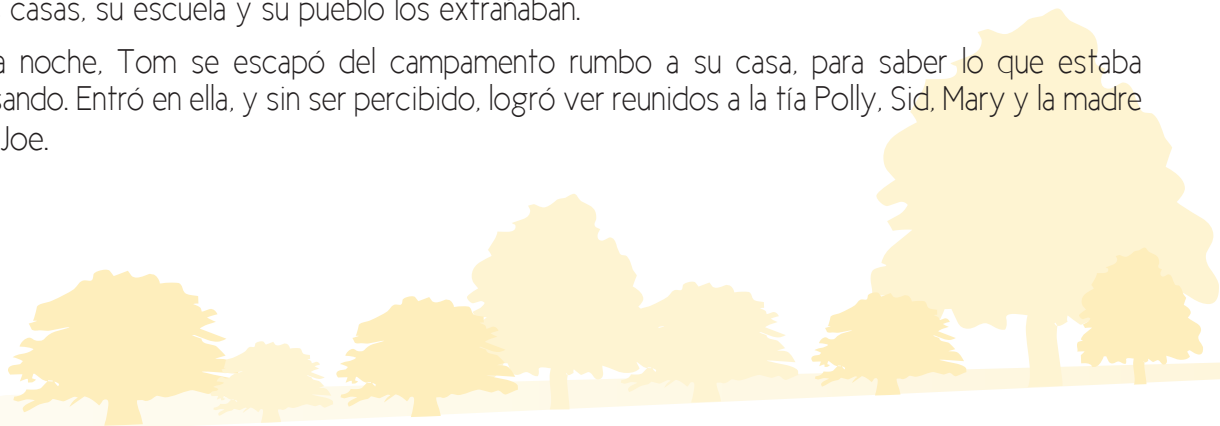 casas, su escuela y su pueblo los extrañaban.
a noche, Tom se escapó del campamento rumbo a su casa, para saber lo que estaba
sando. Entró en ella, y sin ser percibido, logró ver reunidos a la tía Polly, Sid, Mary y la madre
Joe.